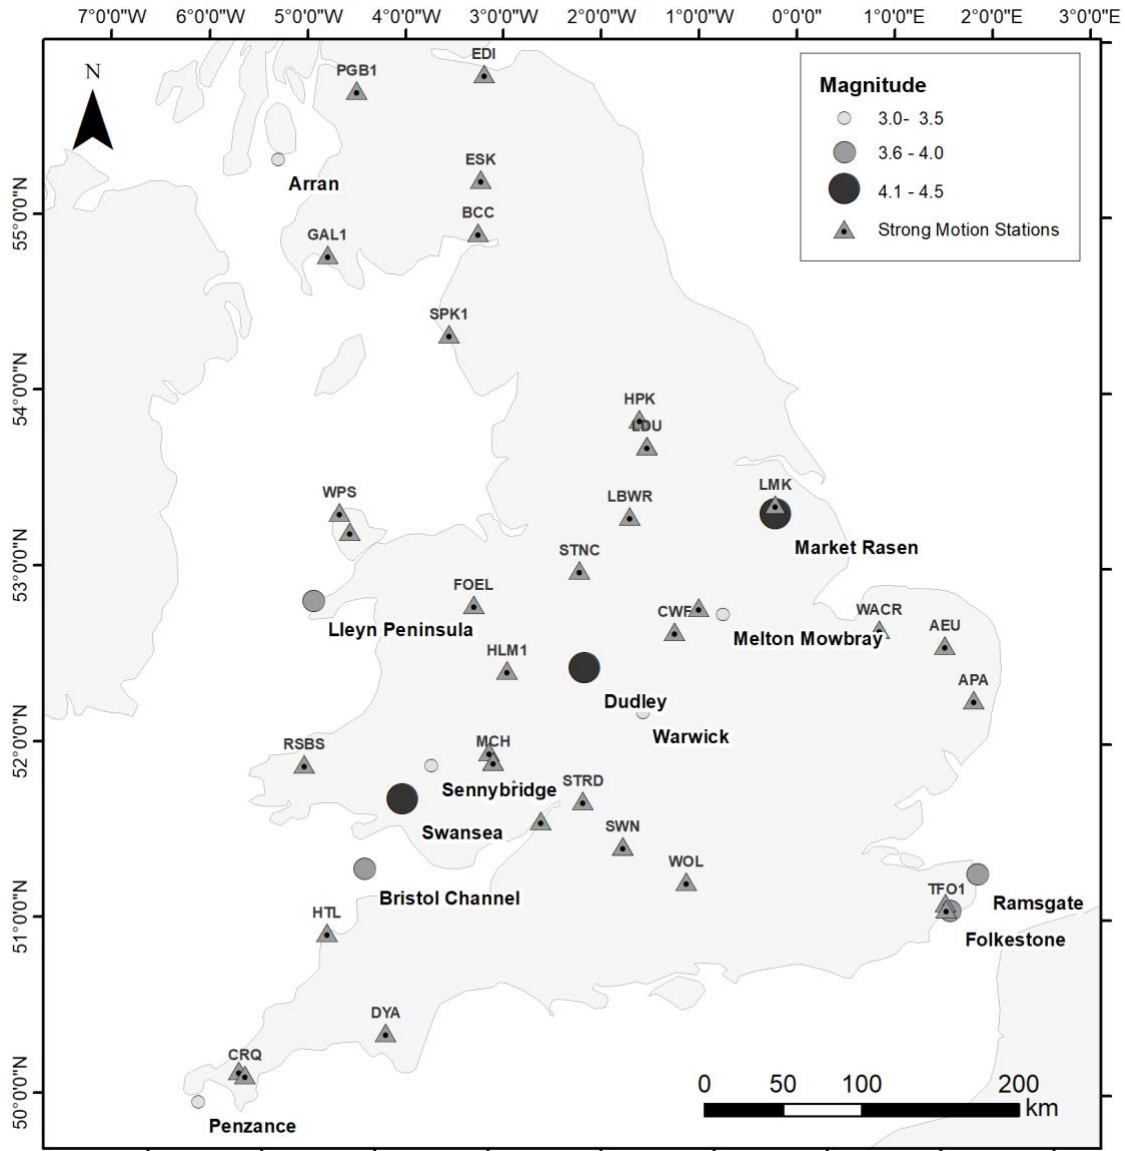 7°0'0"W 6°0'0"W 5°0'0"W 4°0'0"W 3°0'0"W 2°0'0"W 1°0'0"W 0°0'0" 1°0'0"E 2°0'0"E 3°0'0"E
N
PGB1
EDI
Magnitude
3.0- 3.5
3.6 - 4.0
4.1 - 4.5
Strong Motion Stations
ESK
Arran
BCC
55°0'0"N
GAL1
SPK1
54°0'0"N
HPK
LDU
WPS
LBWR
LMK
Market Rasen
STNC
53°0'0"N
FOEL
CWF
WACR
Lleyn Peninsula
Melton Mowbray
AEU
HLM1
APA
Dudley
Warwick
52°0'0"N
RSBS
MCH
Sennybridge
STRD
Swansea
SWN
WOL
Bristol Channel
TFO1
Ramsgate
51°0'0"N
HTL
Folkestone
DYA
CRQ
50°0'0"N
Penzance
0 50 100 200
km